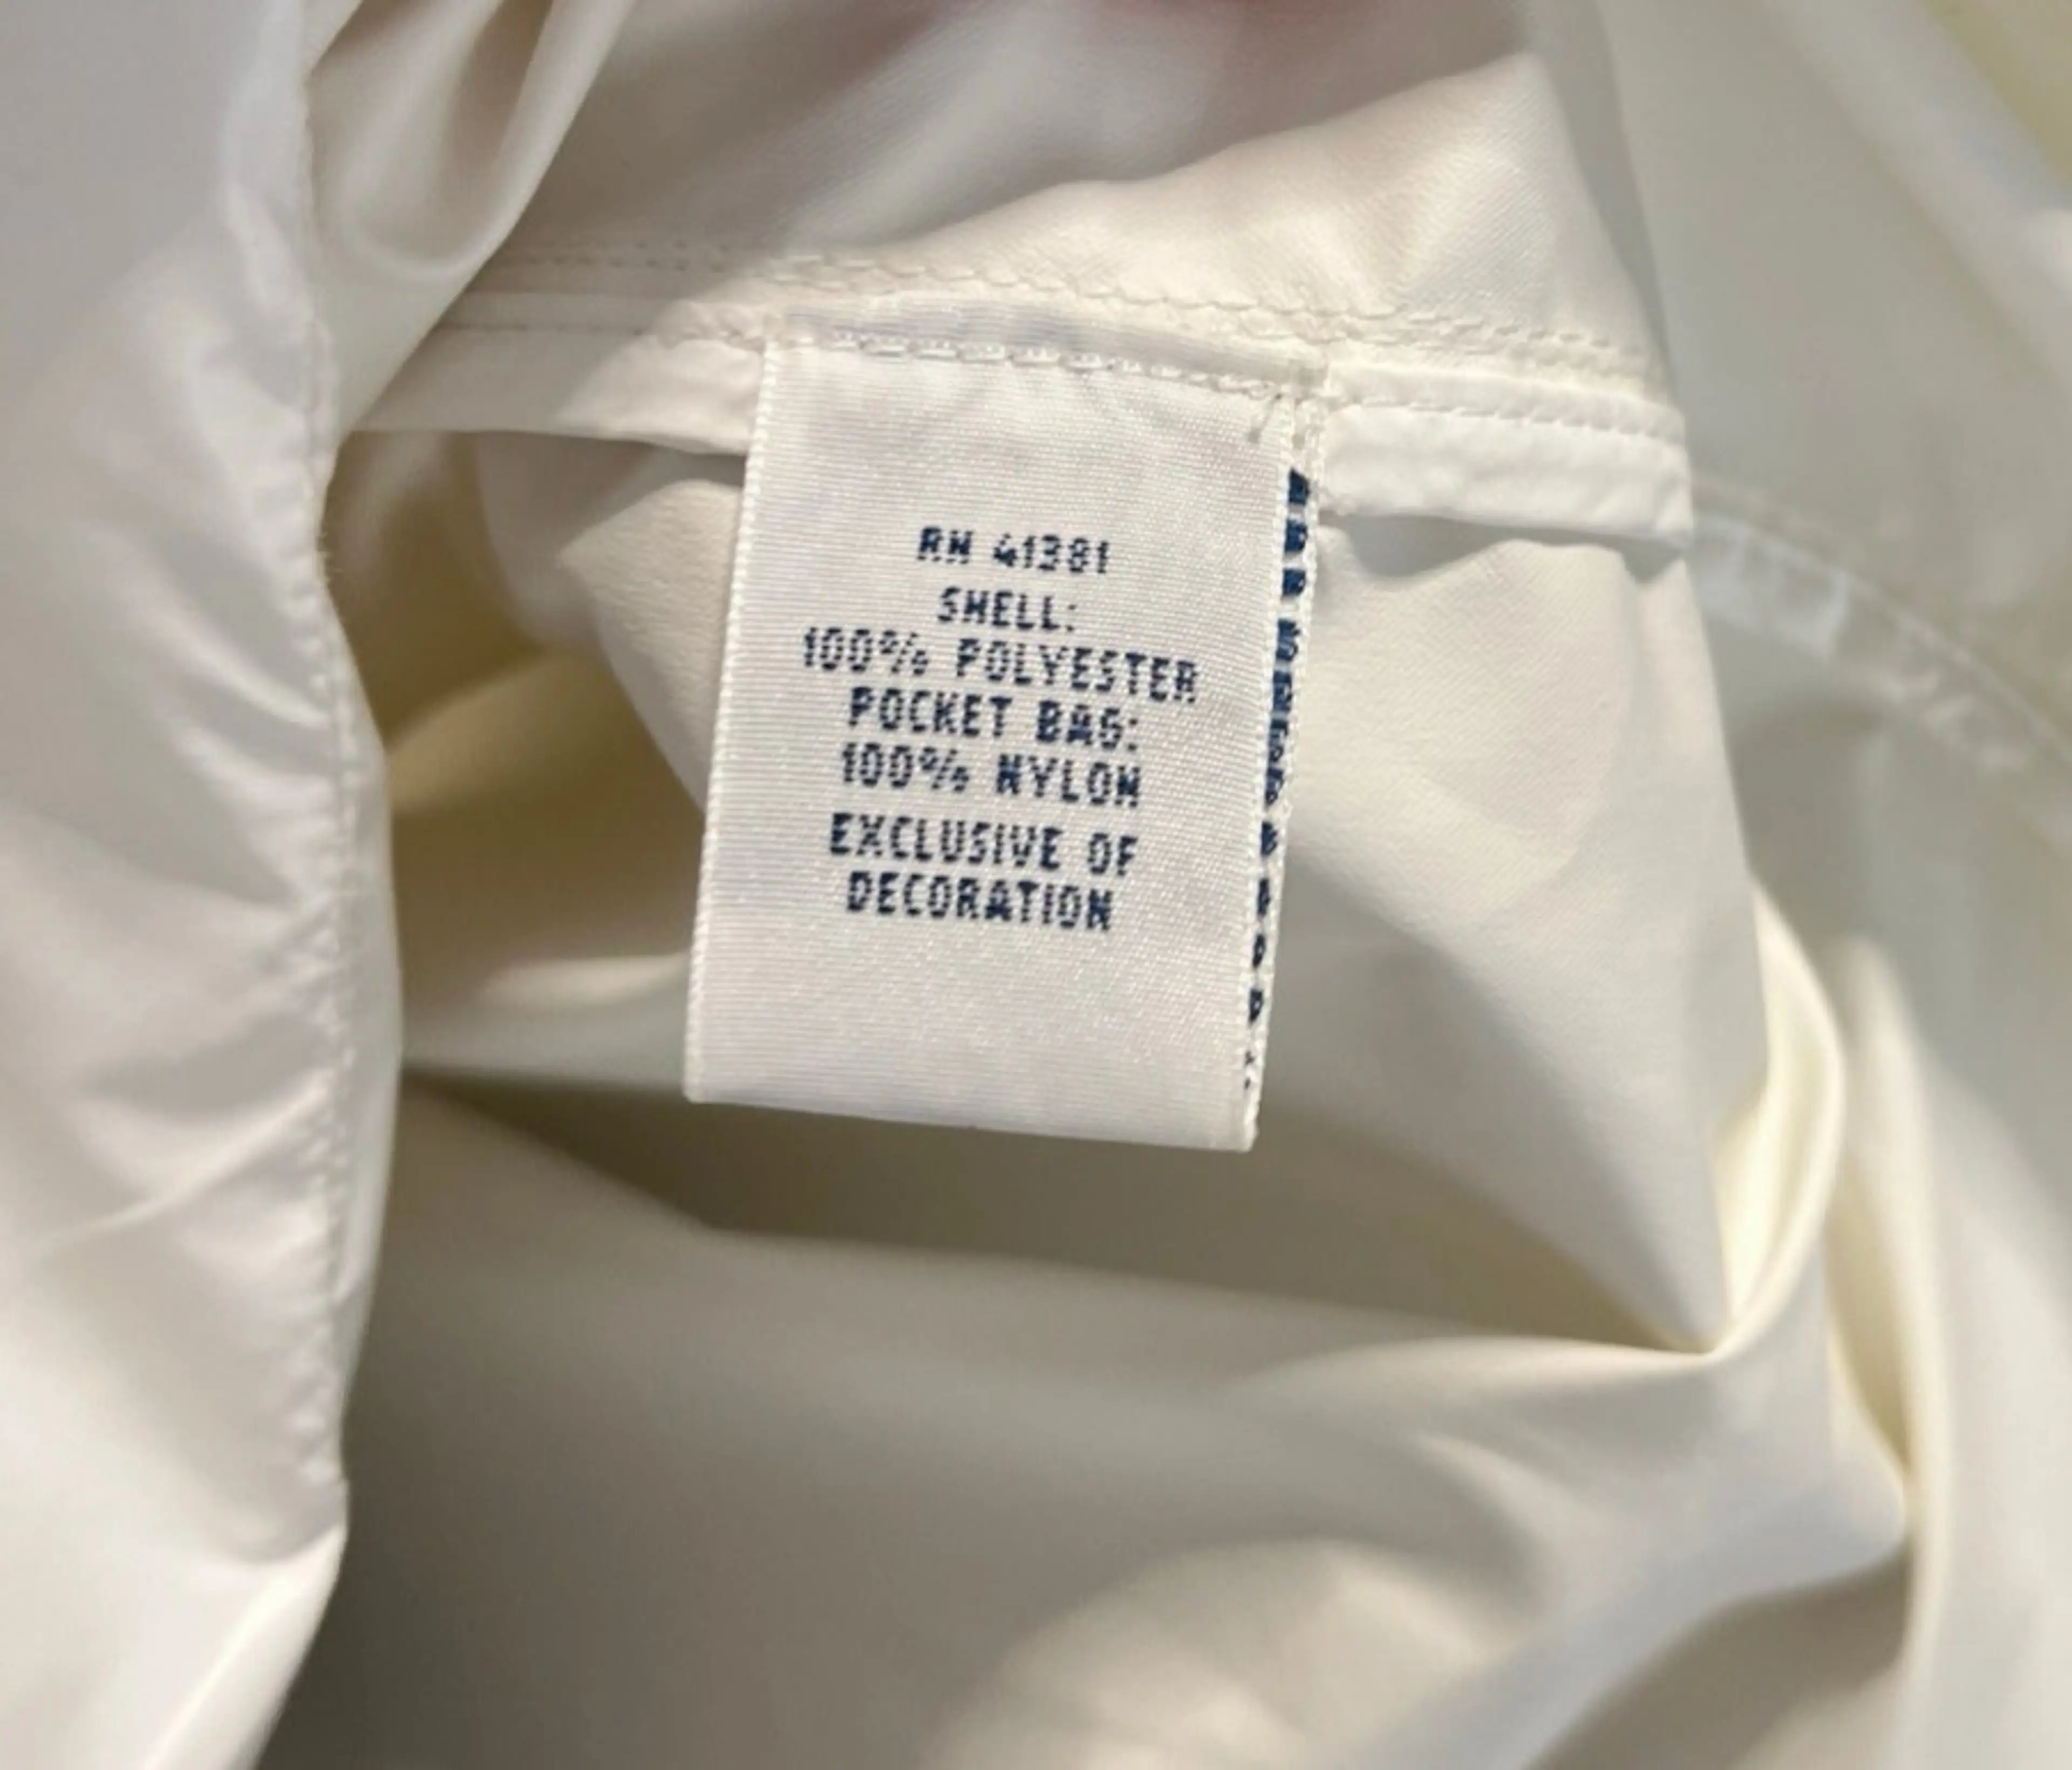 RN 41381
SHELL:
100% POLYESTER
POCKET BAG:
100% NYLON
EXCLUSIVE OF
DECORATION